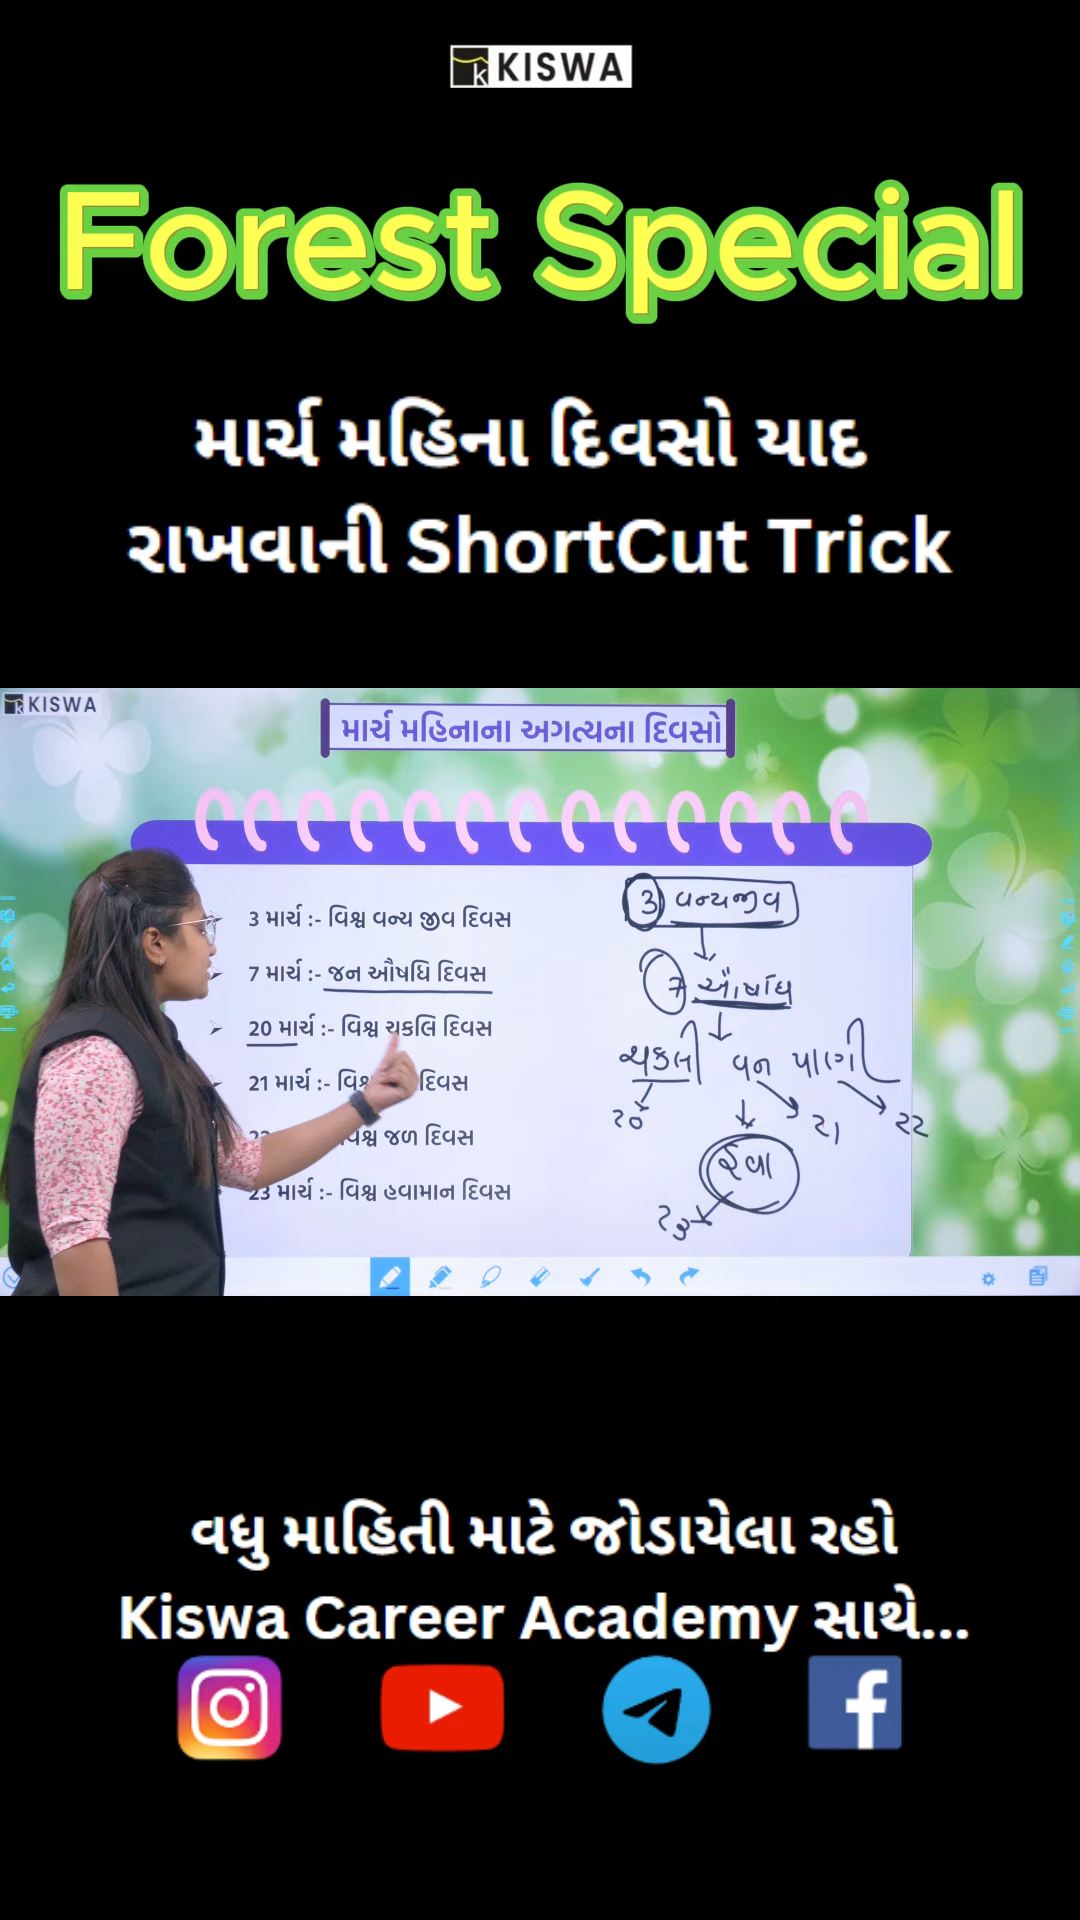 KISWA
Forest Special
માર્ચ મહિના દિવસો યાદ
રાખવાની ShortCut Trick
KISWA
માર્ચ મહિનાના અગત્યના દિવસો
3 માર્ચ :- વિશ્વ વન્ય જીવ દિવસ
7 માર્ચ :- જન ઔષધિ દિવસ
20 માર્ચ :- વિશ્વ ચકલિ દિવસ
21 માર્ચ :- દિવસ
વિશ્વ જળ દિવસ
23 માર્ચ :- વિશ્વ હવામાન દિવસ
3 વન્યજીવ
7 ઔષધિ
ચકલી વન પાણી
૨૦ ૨૧ ૨૨
હવા
૨૩
વધુ માહિતી માટે જોડાયેલા રહો
Kiswa Career Academy સાથે...